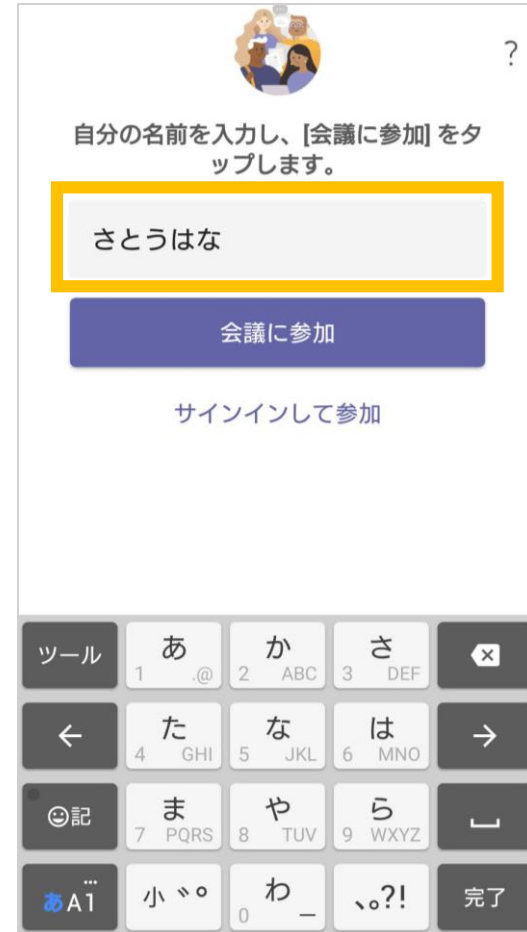 ?
自分の名前を入力し、[会議に参加] をタ
ップします。
さとうはな
会議に参加
サインインして参加
ツール あ 1 .@ か 2 ABC さ 3 DEF ×
← た 4 GHI な 5 JKL は 6 MNO →
記 ま 7 PQRS や 8 TUV ら 9 WXYZ
あA1 小 ゛゜ わ 0 ー 、。?! 完了